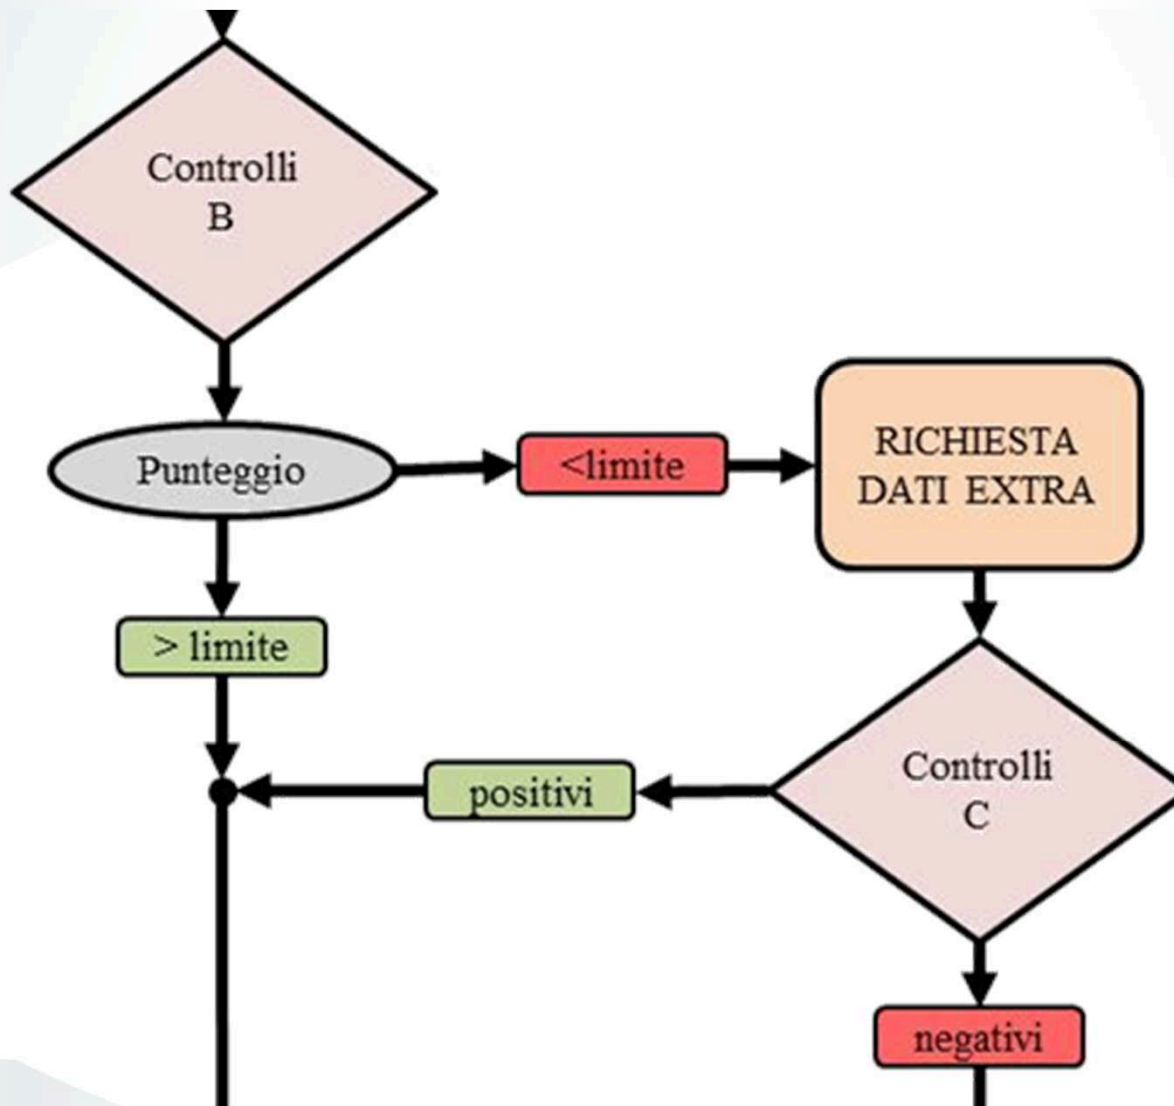 Controlli
B
Punteggio
<limite
RICHIESTA
DATI EXTRA
> limite
positivi
Controlli
C
negativi